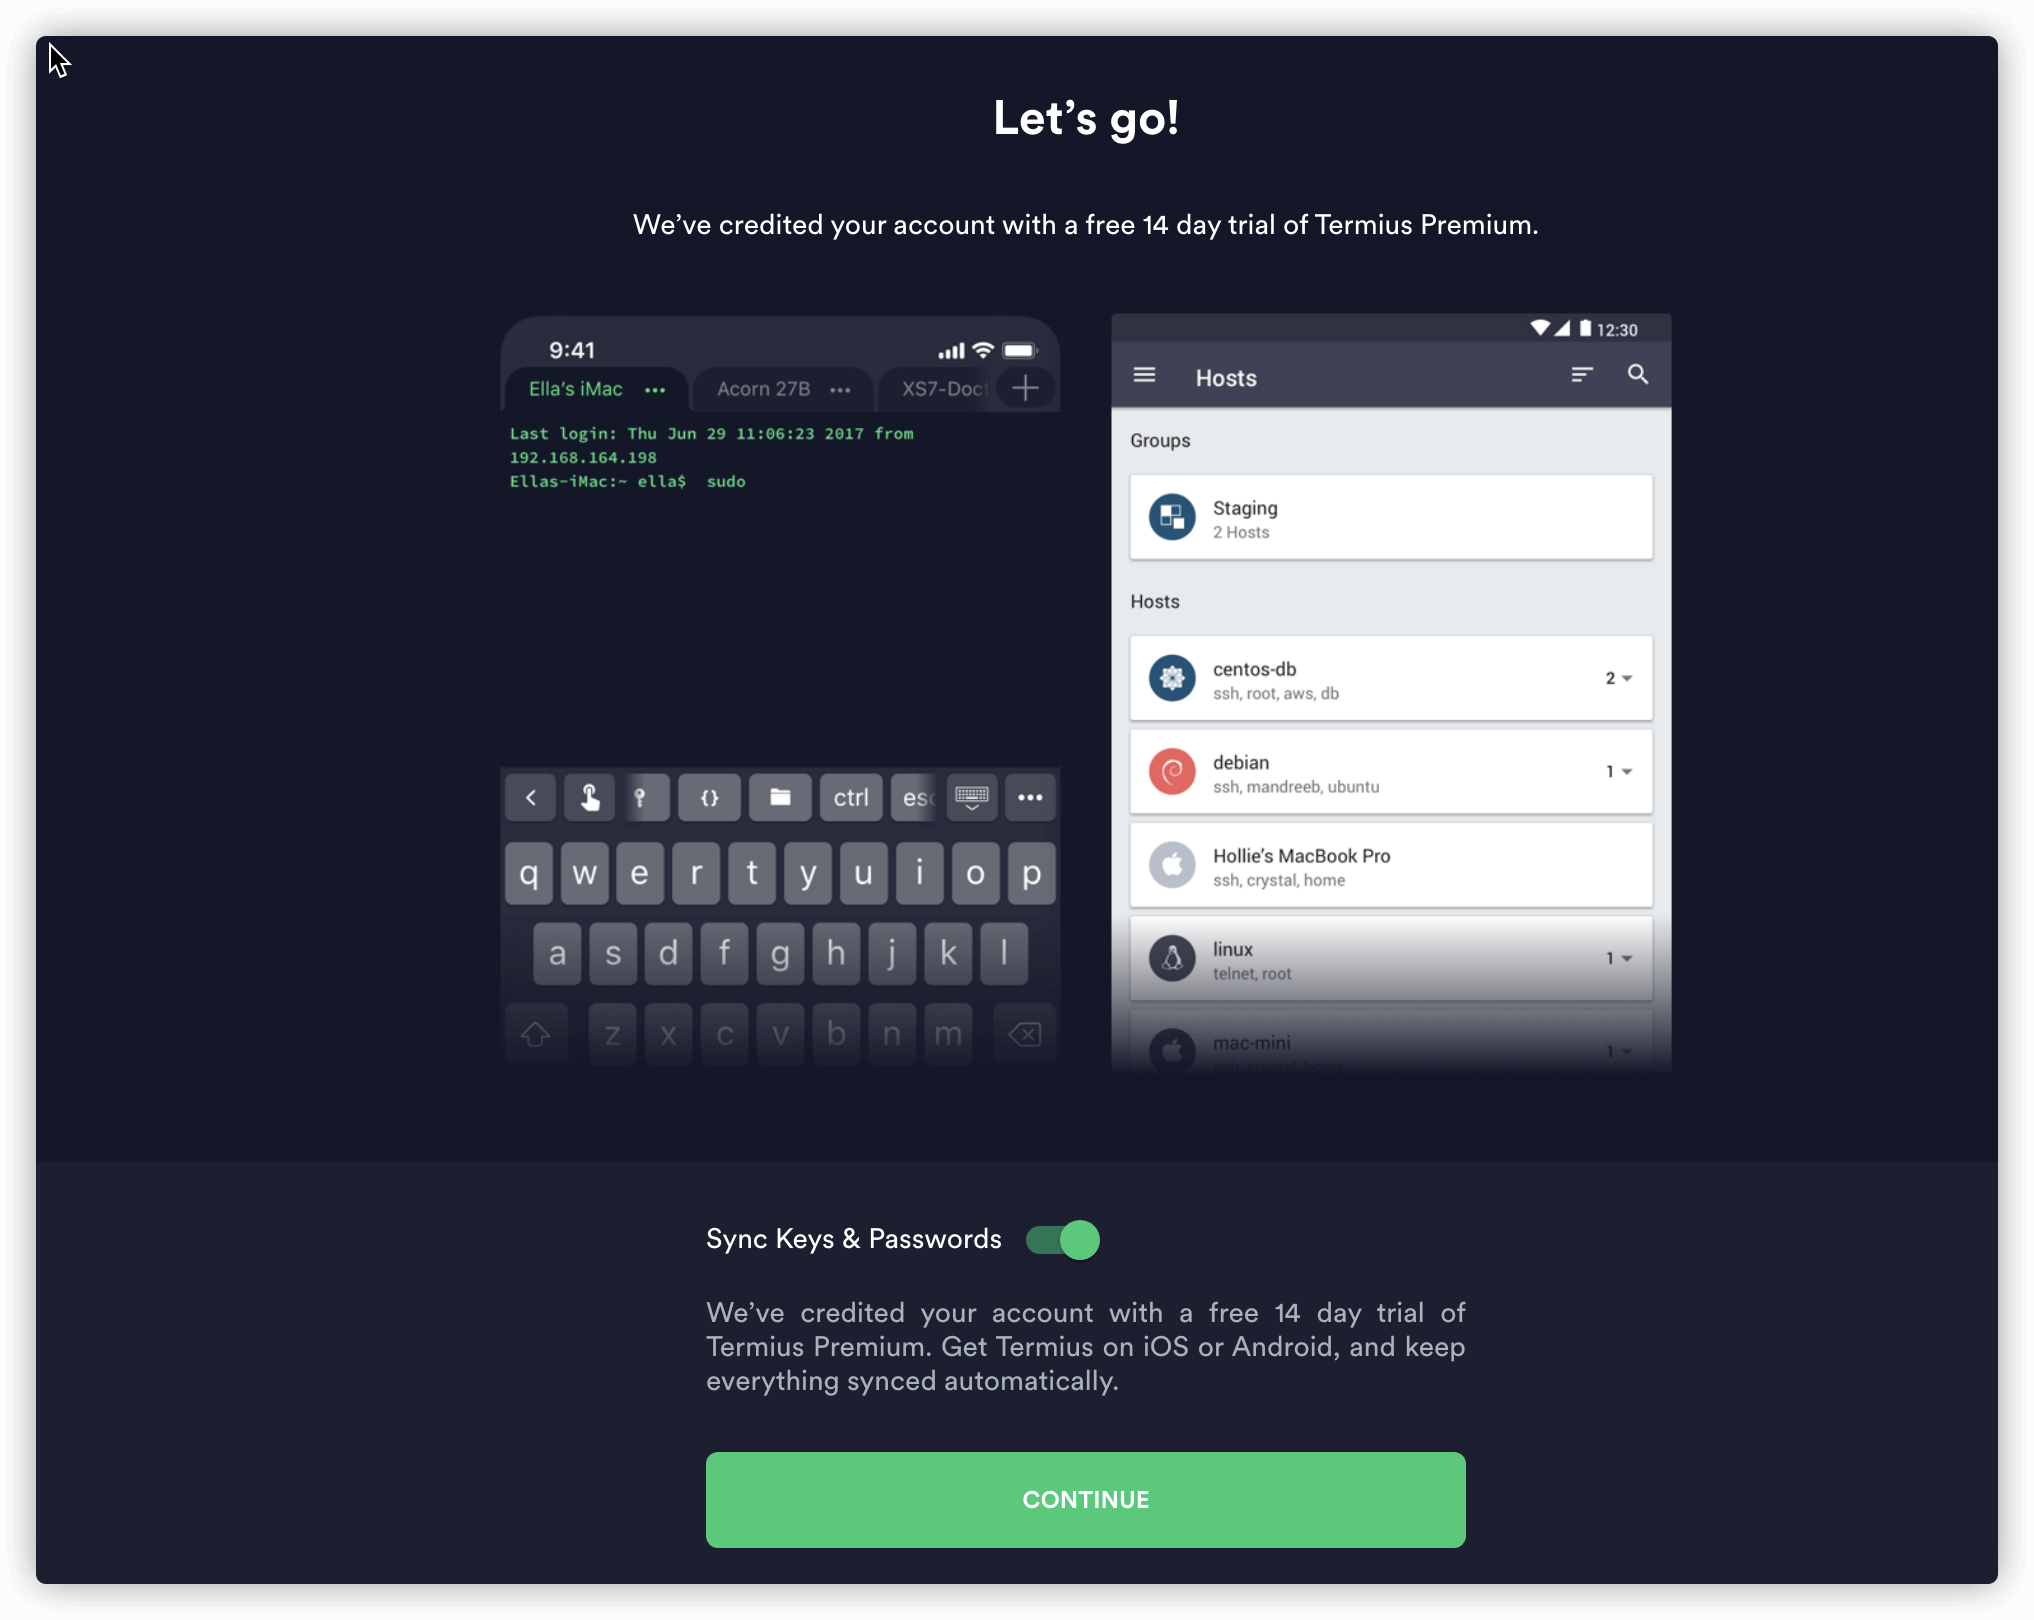 Let’s go!
We’ve credited your account with a free 14 day trial of Termius Premium.
9:41
Ella’s iMac ••• Acorn 27B •••
Last login: Thu Jun 29 11:06:23 2017 from
192.168.164.198
Ellas-iMac:~ ella$ sudo
{} ctrl •••
q w e r t y u i o p
a s d f g h j k l
z x c v b n m
12:30
Hosts
Groups
Staging
2 Hosts
Hosts
centos-db
2
ssh, root, aws, db
debian
1
ssh, mandreeb, ubuntu
Hollie’s MacBook Pro
ssh, crystal, home
linux
1
telnet, root
mac-mini
1
ssh, crystal, home
Sync Keys & Passwords
We’ve credited your account with a free 14 day trial of
Termius Premium. Get Termius on iOS or Android, and keep
everything synced automatically.
CONTINUE